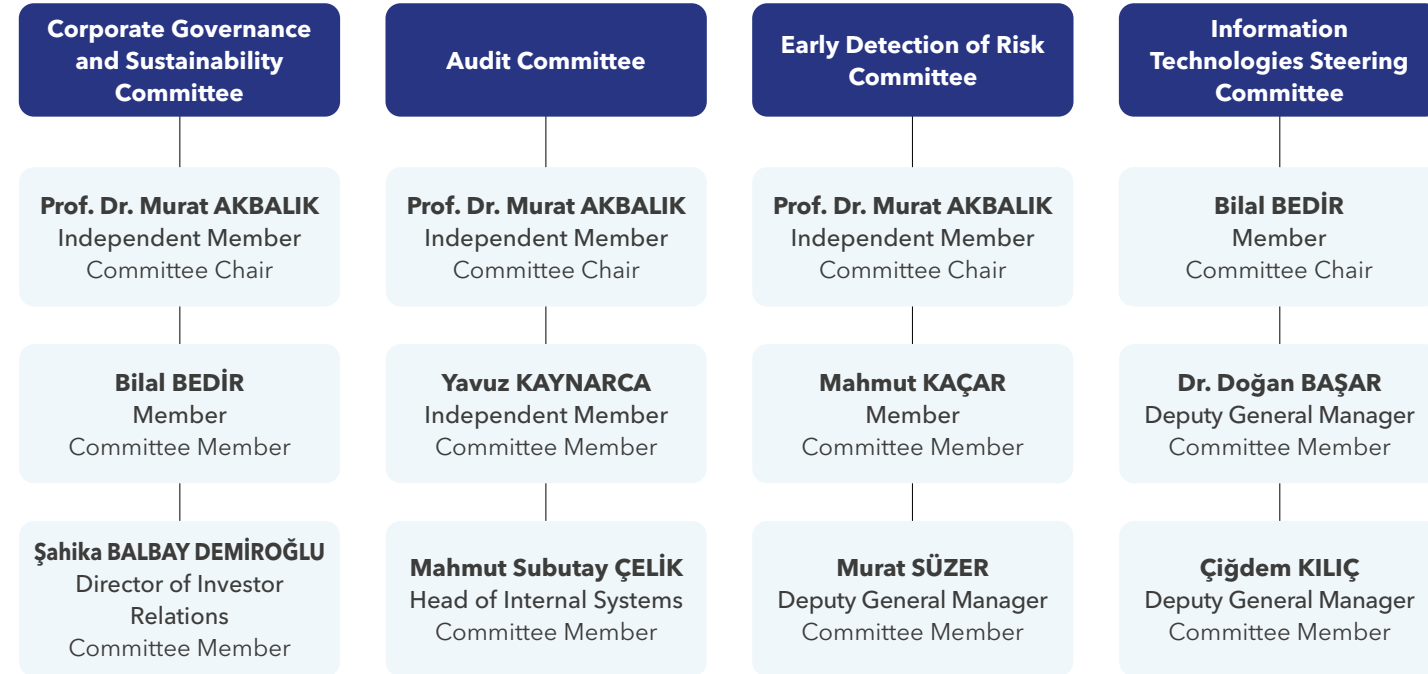 Corporate Governance
and Sustainability
Committee
Prof. Dr. Murat AKBALIK
Independent Member
Committee Chair
Bilal BEDİR
Member
Committee Member
Şahika BALBAY DEMİROĞLU
Director of Investor
Relations
Committee Member
Audit Committee
Prof. Dr. Murat AKBALIK
Independent Member
Committee Chair
Yavuz KAYNARCA
Independent Member
Committee Member
Mahmut Subutay ÇELİK
Head of Internal Systems
Committee Member
Early Detection of Risk
Committee
Prof. Dr. Murat AKBALIK
Independent Member
Committee Chair
Mahmut KAÇAR
Member
Committee Member
Murat SÜZER
Deputy General Manager
Committee Member
Information
Technologies Steering
Committee
Bilal BEDİR
Member
Committee Chair
Dr. Doğan BAŞAR
Deputy General Manager
Committee Member
Çiğdem KILIÇ
Deputy General Manager
Committee Member